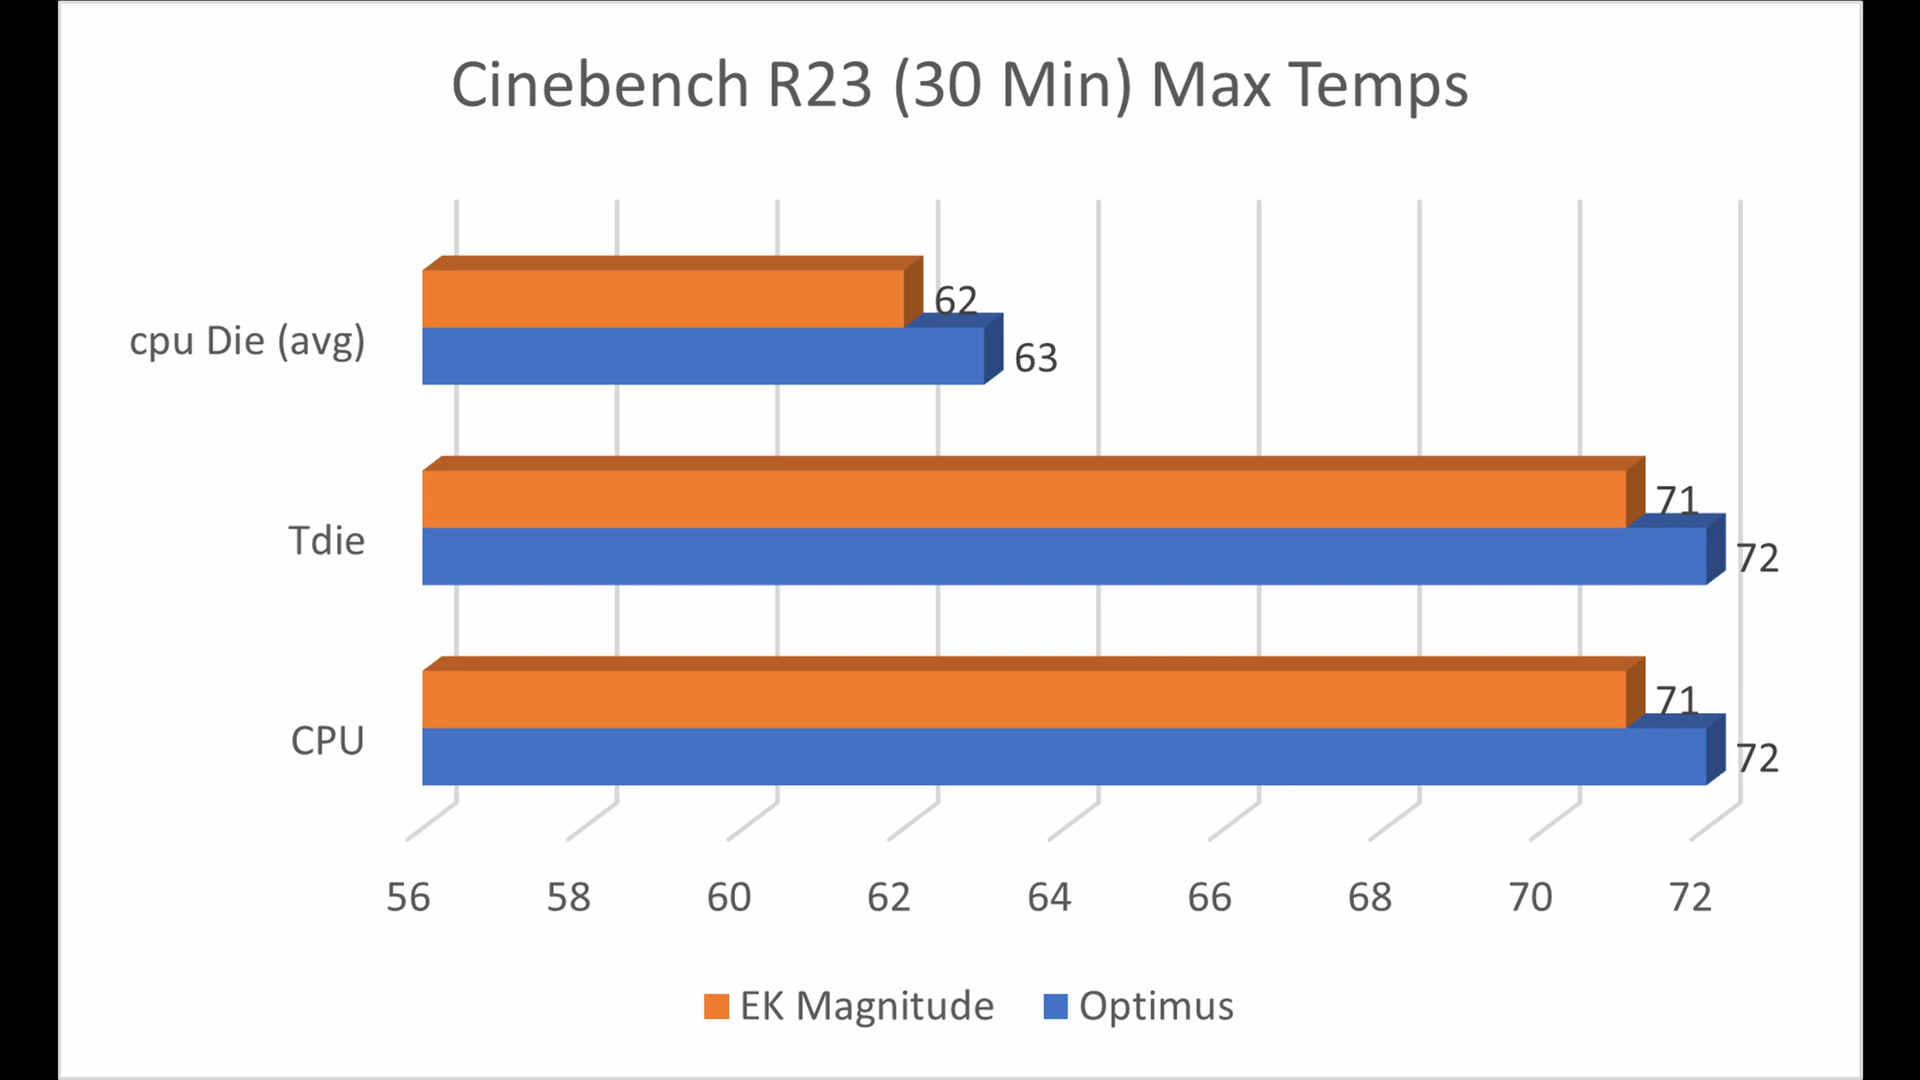 Cinebench R23 (30 Min) Max Temps
62
cpu Die (avg)
63
71
Tdie
72
71
CPU
72
56 58 60 62 64 66 68 70 72
EK Magnitude Optimus